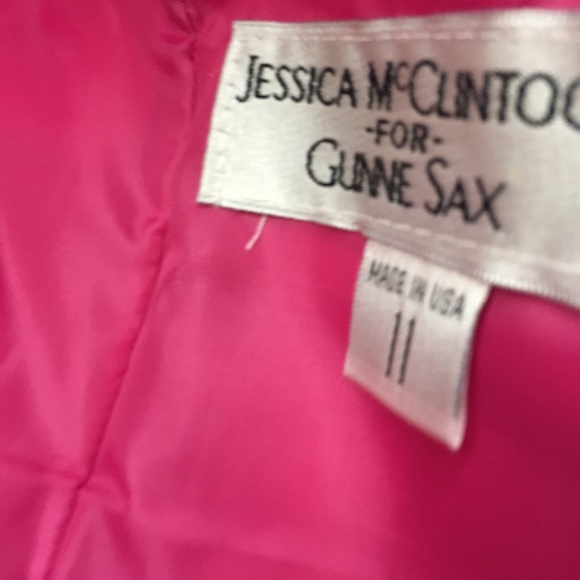 JESSICA MCCLINTOC
-FOR-
GUNNE SAX
MADE IN USA
11